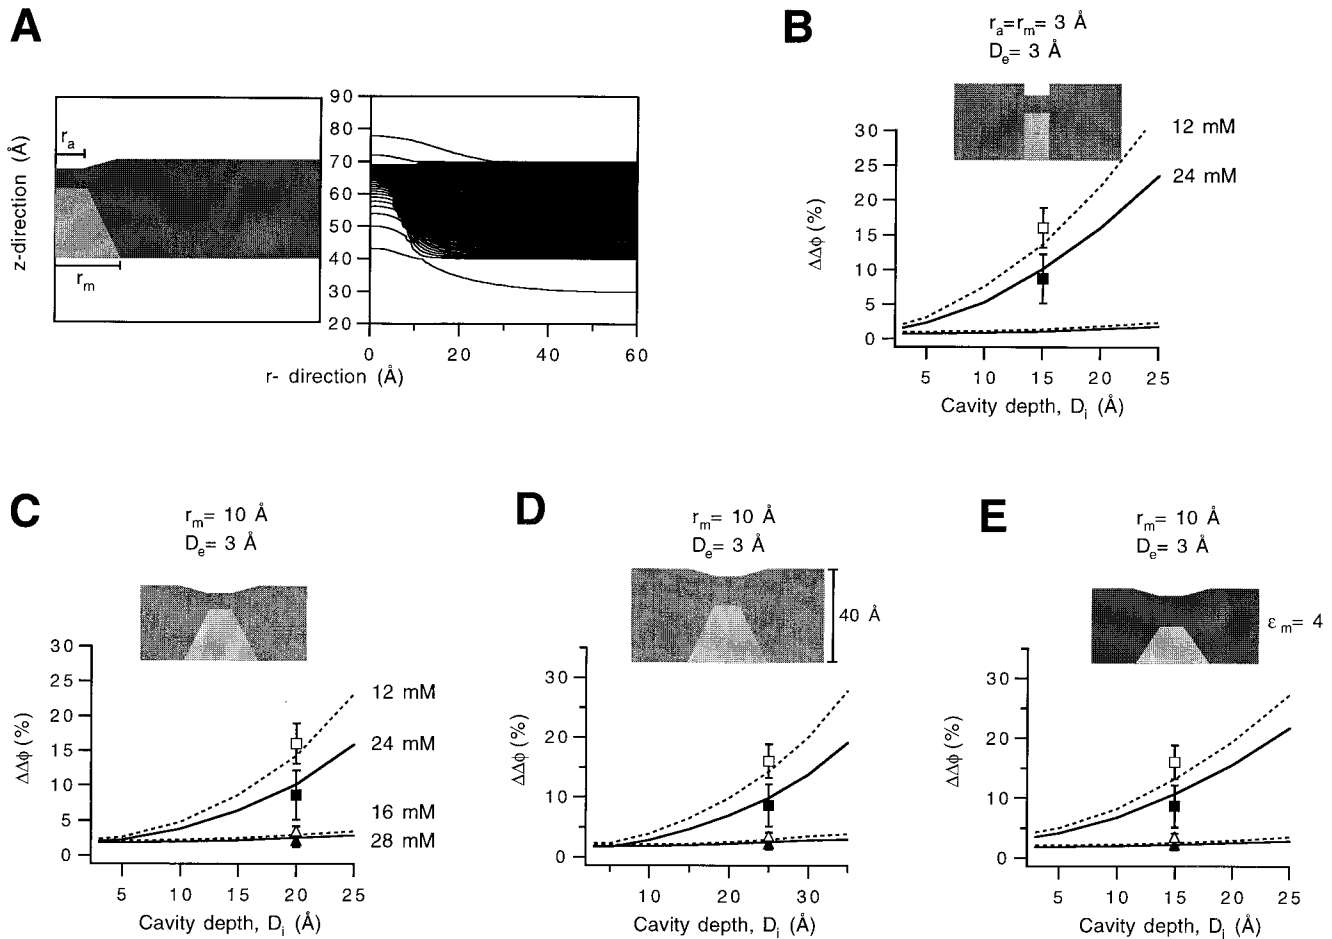 A
z-direction (Å)
r_a
r_m
90
80
70
60
50
40
30
20
0
20
40
60
r- direction (Å)
B
r_a=r_m= 3 Å
D_e= 3 Å
ΔΔϕ (%)
30
25
20
15
10
5
0
12 mM
24 mM
5
10
15
20
25
Cavity depth, D_i (Å)
C
r_m= 10 Å
D_e= 3 Å
ΔΔϕ (%)
30
25
20
15
10
5
0
12 mM
24 mM
16 mM
28 mM
5
10
15
20
25
Cavity depth, D_i (Å)
D
r_m= 10 Å
D_e= 3 Å
40 Å
ΔΔϕ (%)
30
20
10
0
10
20
30
Cavity depth, D_i (Å)
E
r_m= 10 Å
D_e= 3 Å
ε_m= 4
ΔΔϕ (%)
30
20
10
0
5
10
15
20
25
Cavity depth, D_i (Å)